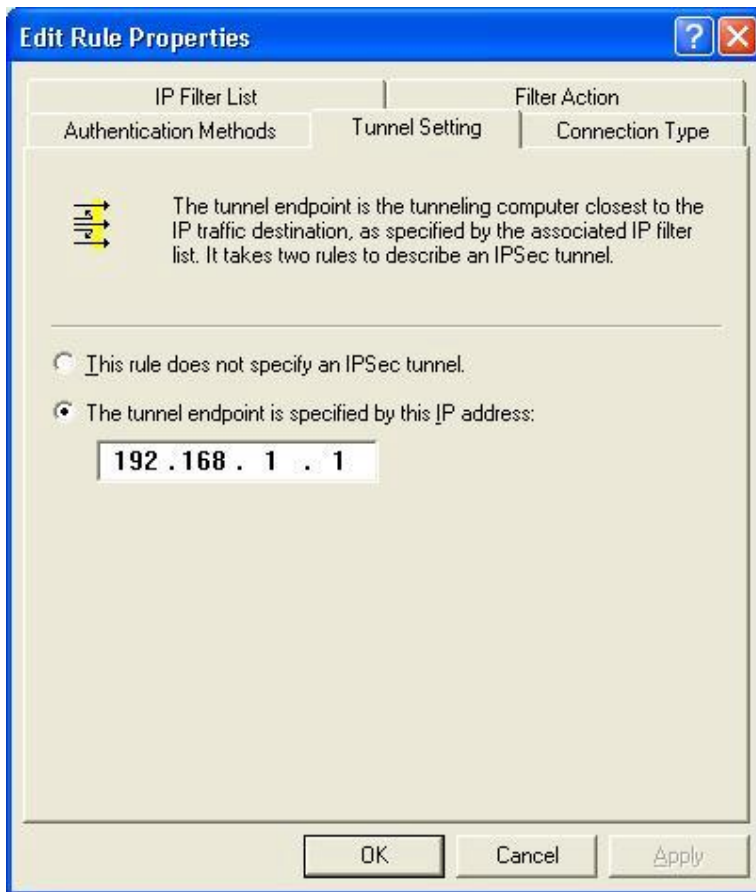 Edit Rule Properties
IP Filter List
Filter Action
Authentication Methods
Tunnel Setting
Connection Type
The tunnel endpoint is the tunneling computer closest to the
IP traffic destination, as specified by the associated IP filter
list. It takes two rules to describe an IPSec tunnel.
This rule does not specify an IPSec tunnel.
The tunnel endpoint is specified by this IP address:
192 . 168 . 1 . 1
OK
Cancel
Apply